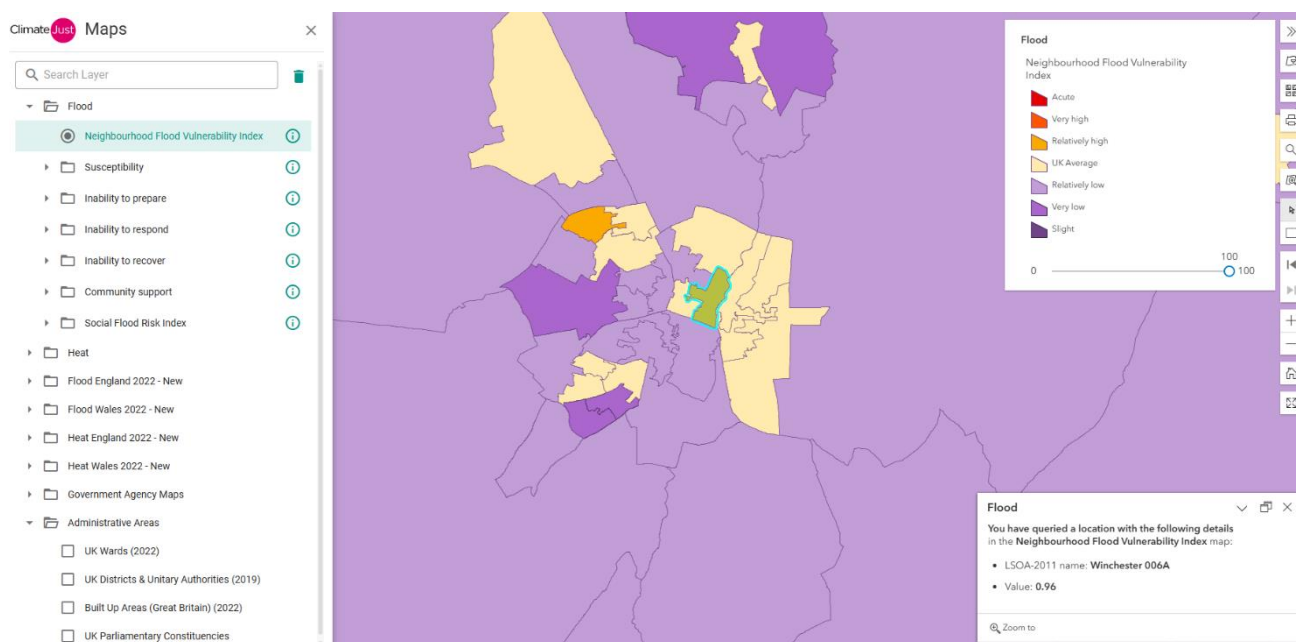 ClimateJust Maps
Search Layer
Flood
Neighbourhood Flood Vulnerability Index
Susceptibility
Inability to prepare
Inability to respond
Inability to recover
Community support
Social Flood Risk Index
Heat
Flood England 2022 - New
Flood Wales 2022 - New
Heat England 2022 - New
Heat Wales 2022 - New
Government Agency Maps
Administrative Areas
UK Wards (2022)
UK Districts & Unitary Authorities (2019)
Built Up Areas (Great Britain) (2022)
UK Parliamentary Constituencies
Flood
Neighbourhood Flood Vulnerability
Index
Acute
Very high
Relatively high
UK Average
Relatively low
Very low
Slight
100
0 100
Flood
You have queried a location with the following details
in the Neighbourhood Flood Vulnerability Index map:
• LSOA-2011 name: Winchester 006A
• Value: 0.96
Zoom to